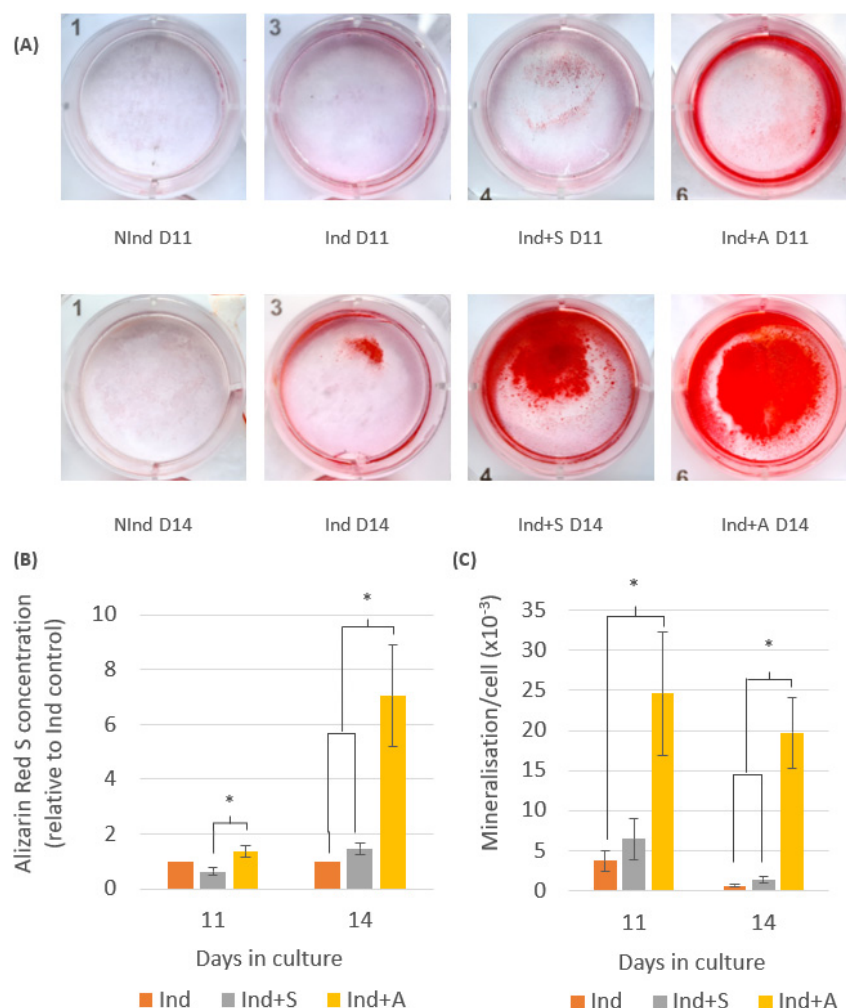 (A)
1 3 4 6
NInd D11 Ind D11 Ind+S D11 Ind+A D11
1 3 4 6
NInd D14 Ind D14 Ind+S D14 Ind+A D14
(B)
Alizarin Red S concentration
(relative to Ind control)
10
8
6
4
2
0
* *
11 14
Days in culture
Ind Ind+S Ind+A
(C)
Mineralisation/cell (x10-3)
35
30
25
20
15
10
5
0
* *
11 14
Days in culture
Ind Ind+S Ind+A